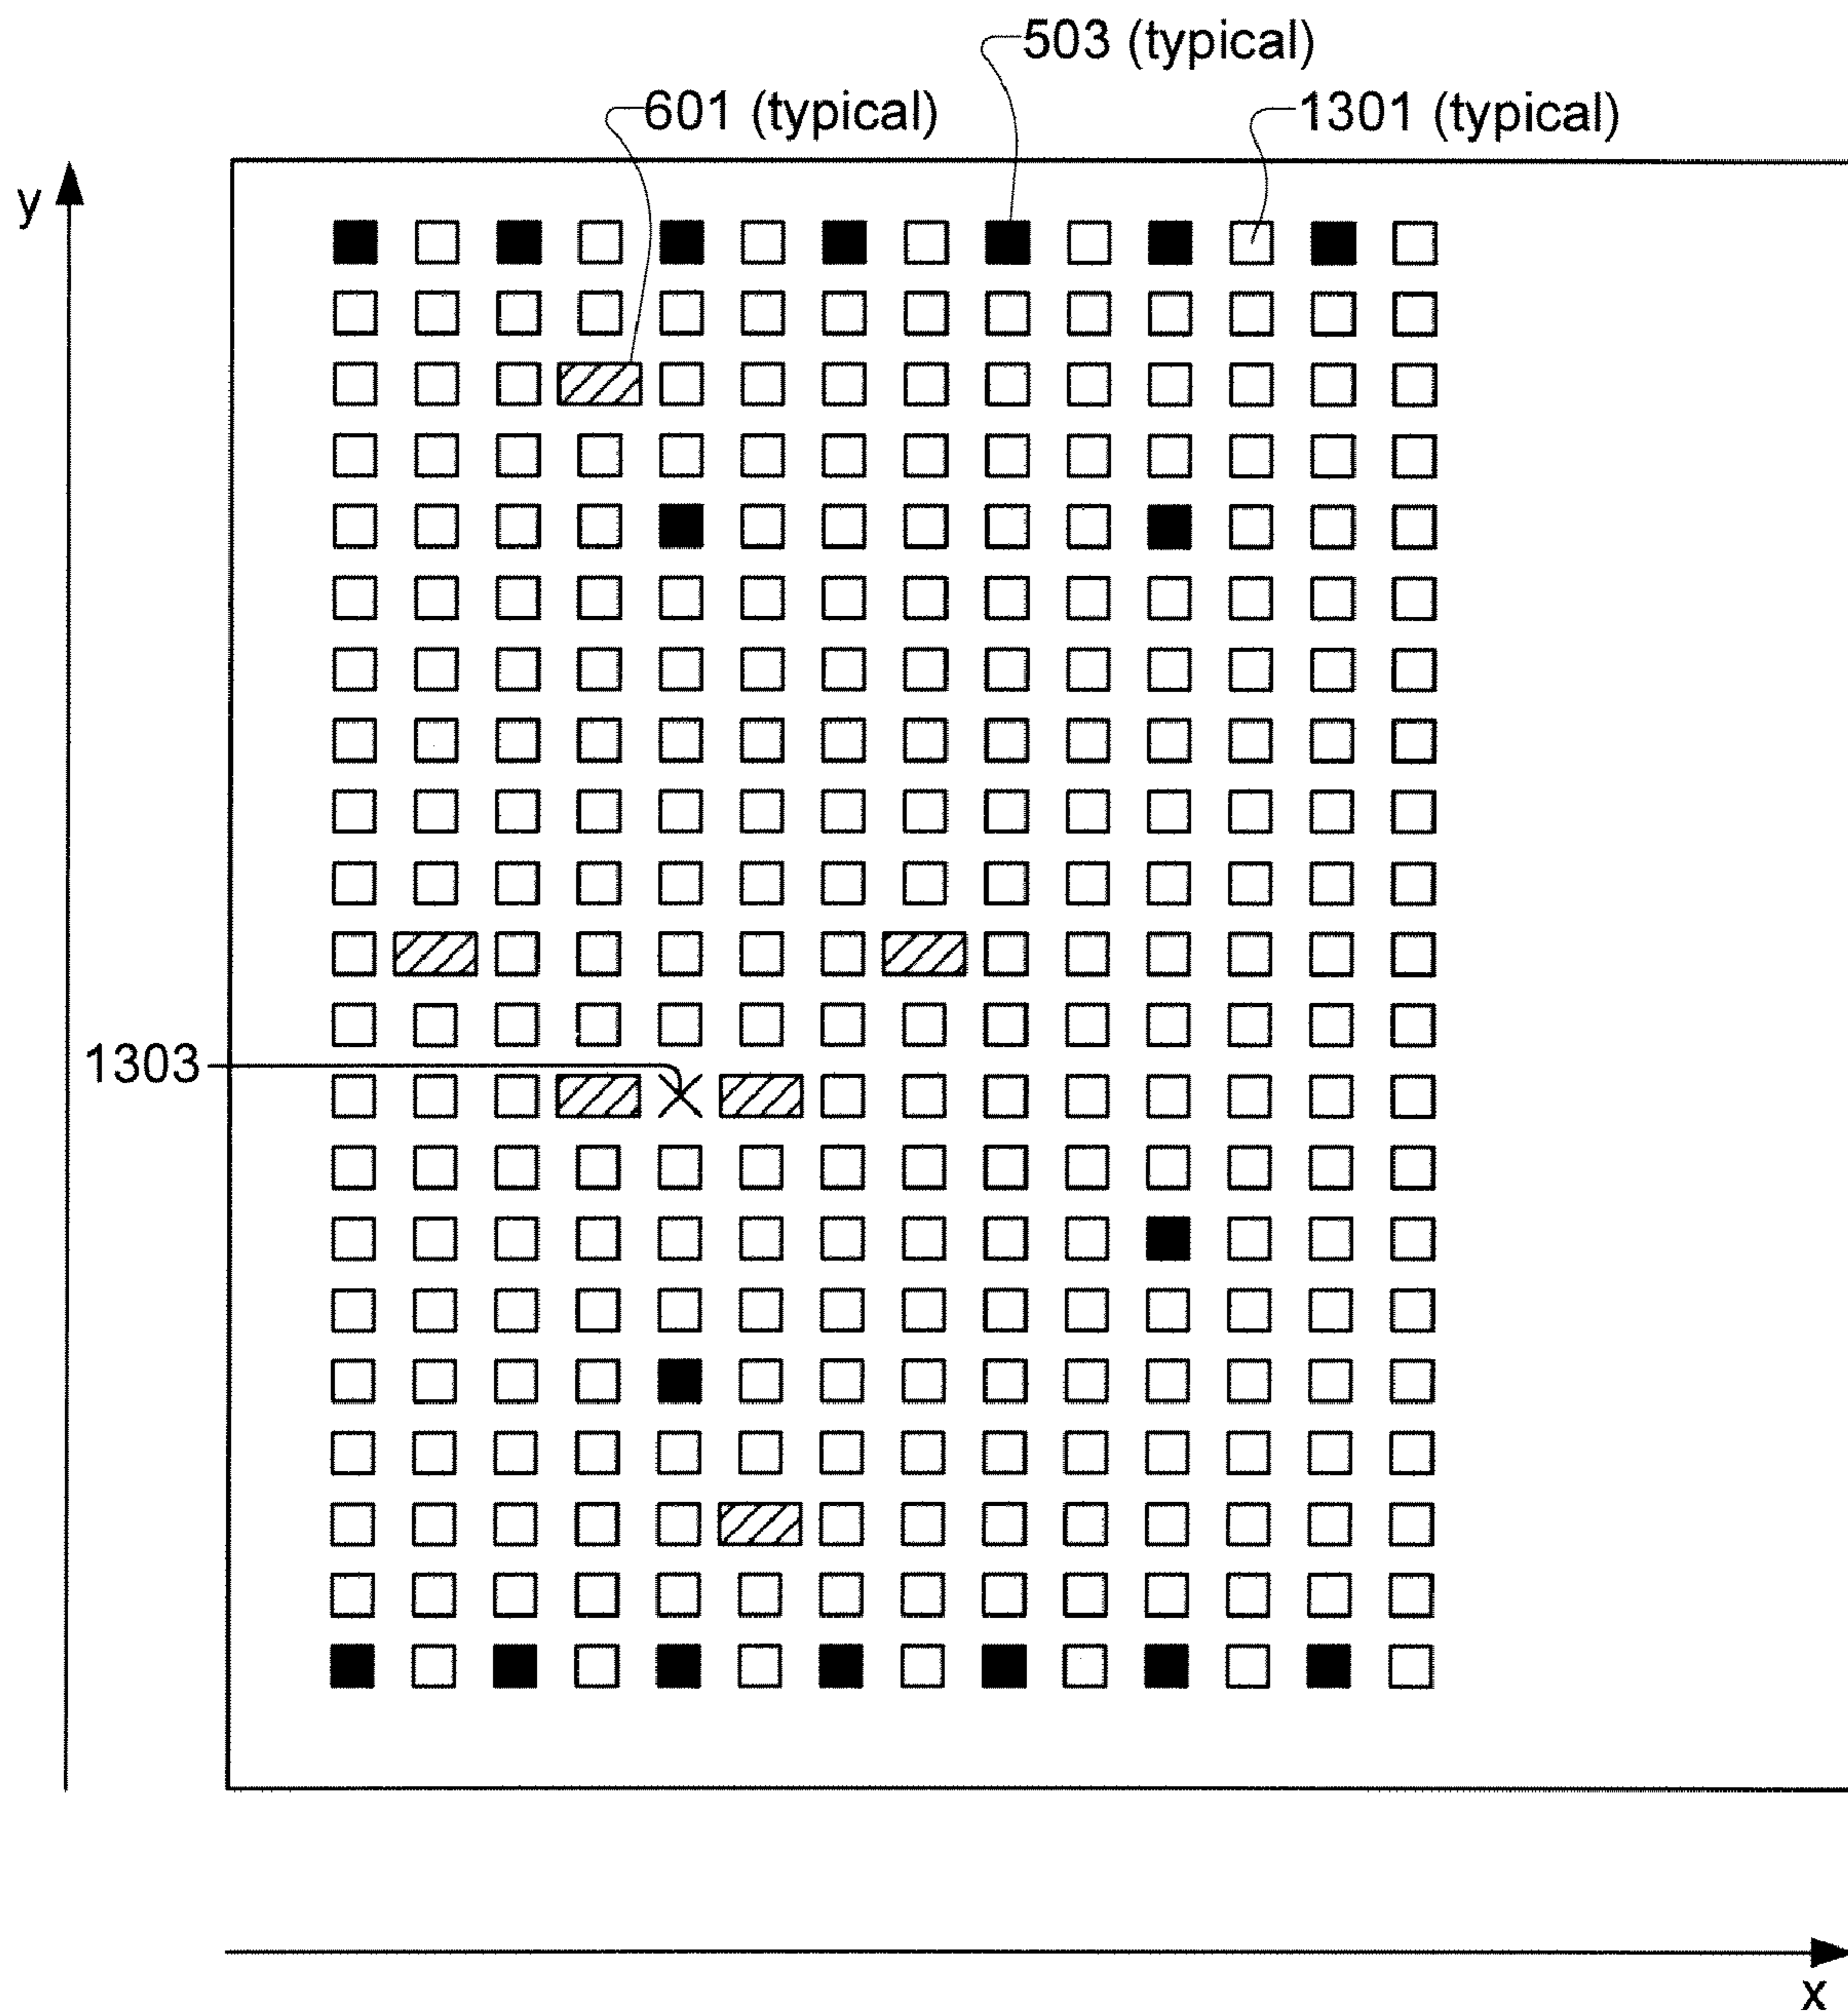 503 (typical)
601 (typical)
1301 (typical)
y
1303
x